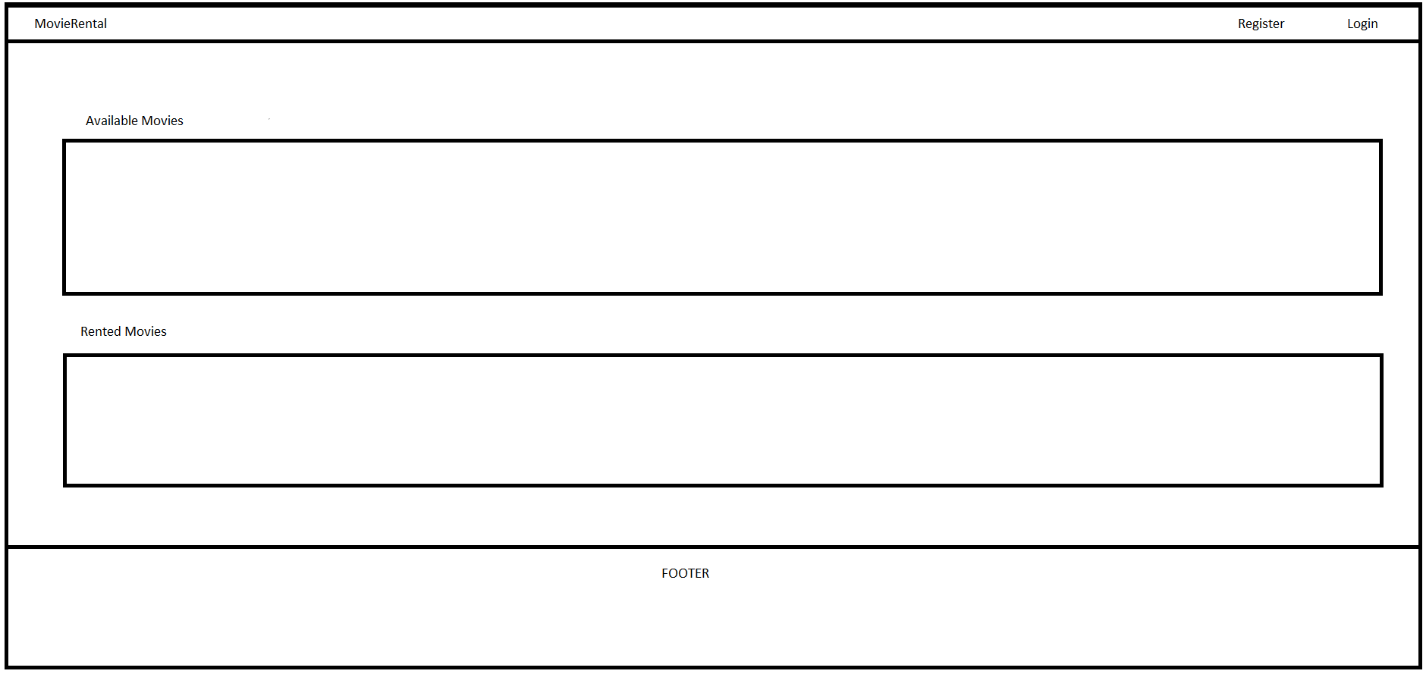 MovieRental
Register
Login
Available Movies
Rented Movies
FOOTER